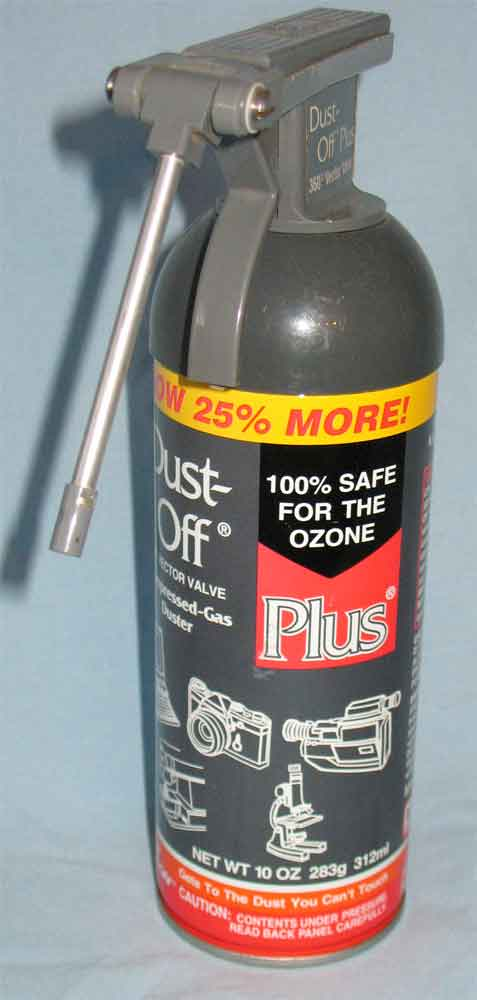 Dust-
Off Plus
360° Vector Valve
OW 25% MORE!
Dust-
Off®
VECTOR VALVE
pressed-Gas
Duster
100% SAFE
FOR THE
OZONE
Plus®
NET WT 10 OZ 283g 312ml
Gets To The Dust You Can't Touch
CAUTION: CONTENTS UNDER PRESSURE
READ BACK PANEL CAREFULLY